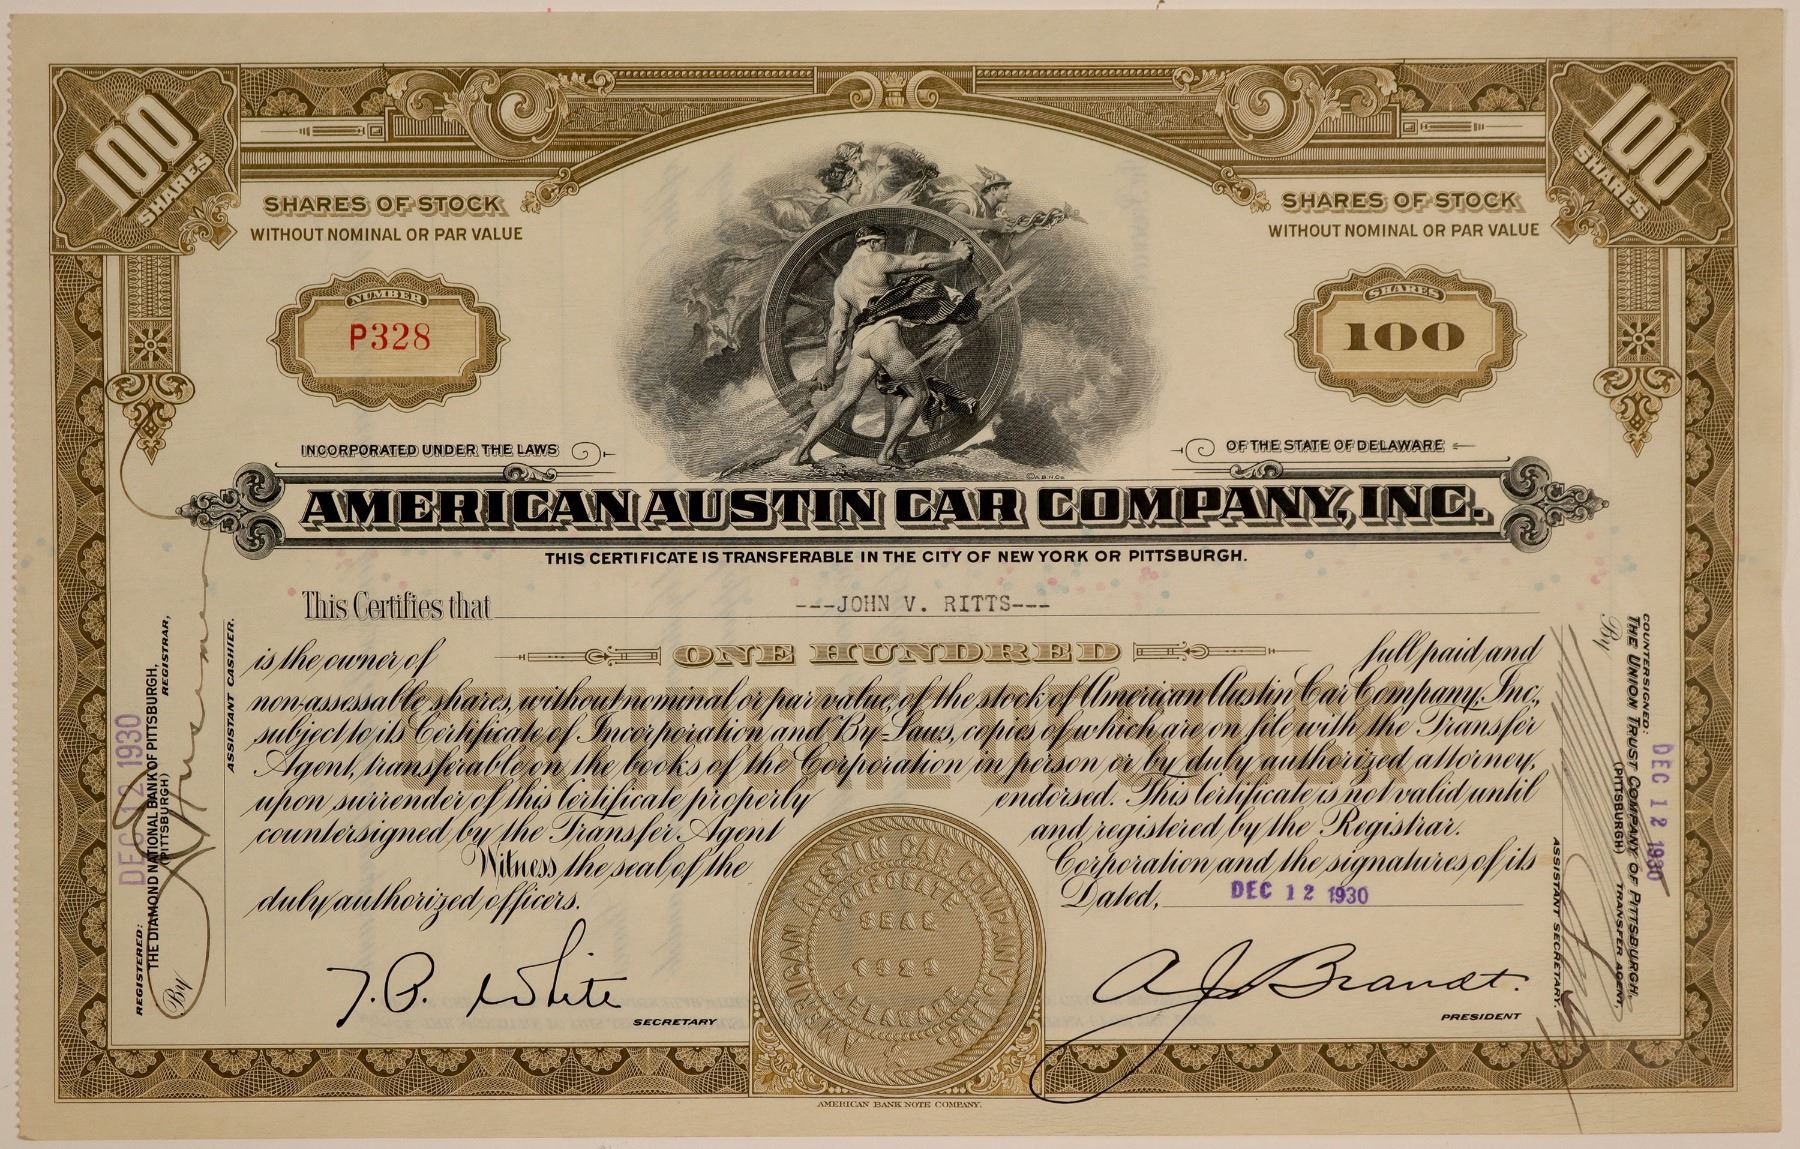 100 SHARES
100 SHARES
SHARES OF STOCK
WITHOUT NOMINAL OR PAR VALUE
SHARES OF STOCK
WITHOUT NOMINAL OR PAR VALUE
NUMBER
P328
SHARES
100
INCORPORATED UNDER THE LAWS
OF THE STATE OF DELAWARE
© A.B.N.Co.
AMERICAN AUSTIN CAR COMPANY, INC.
THIS CERTIFICATE IS TRANSFERABLE IN THE CITY OF NEW YORK OR PITTSBURGH.
This Certifies that ---JOHN V. RITTS---
is the owner of ONE HUNDRED full paid and
non-assessable shares, without nominal or par value, of the stock of American Austin Car Company, Inc.,
subject to its Certificate of Incorporation and By-Laws, copies of which are on file with the Transfer
Agent, transferable on the books of the Corporation in person or by duly authorized attorney,
upon surrender of this Certificate properly endorsed. This Certificate is not valid until
countersigned by the Transfer Agent and registered by the Registrar.
Witness the seal of the Corporation and the signatures of its
duly authorized officers. Dated, DEC 12 1930
AMERICAN AUSTIN CAR COMPANY, INC.
CORPORATE
SEAL
1929
DELAWARE
T. P. White
SECRETARY
A J Brandt.
PRESIDENT
AMERICAN BANK NOTE COMPANY.
REGISTERED:
THE DIAMOND NATIONAL BANK OF PITTSBURGH,
(PITTSBURGH) REGISTRAR,
By
ASSISTANT CASHIER.
DEC 12 1930
COUNTERSIGNED:
THE UNION TRUST COMPANY OF PITTSBURGH,
(PITTSBURGH) TRANSFER AGENT,
By
ASSISTANT SECRETARY.
DEC 12 1930